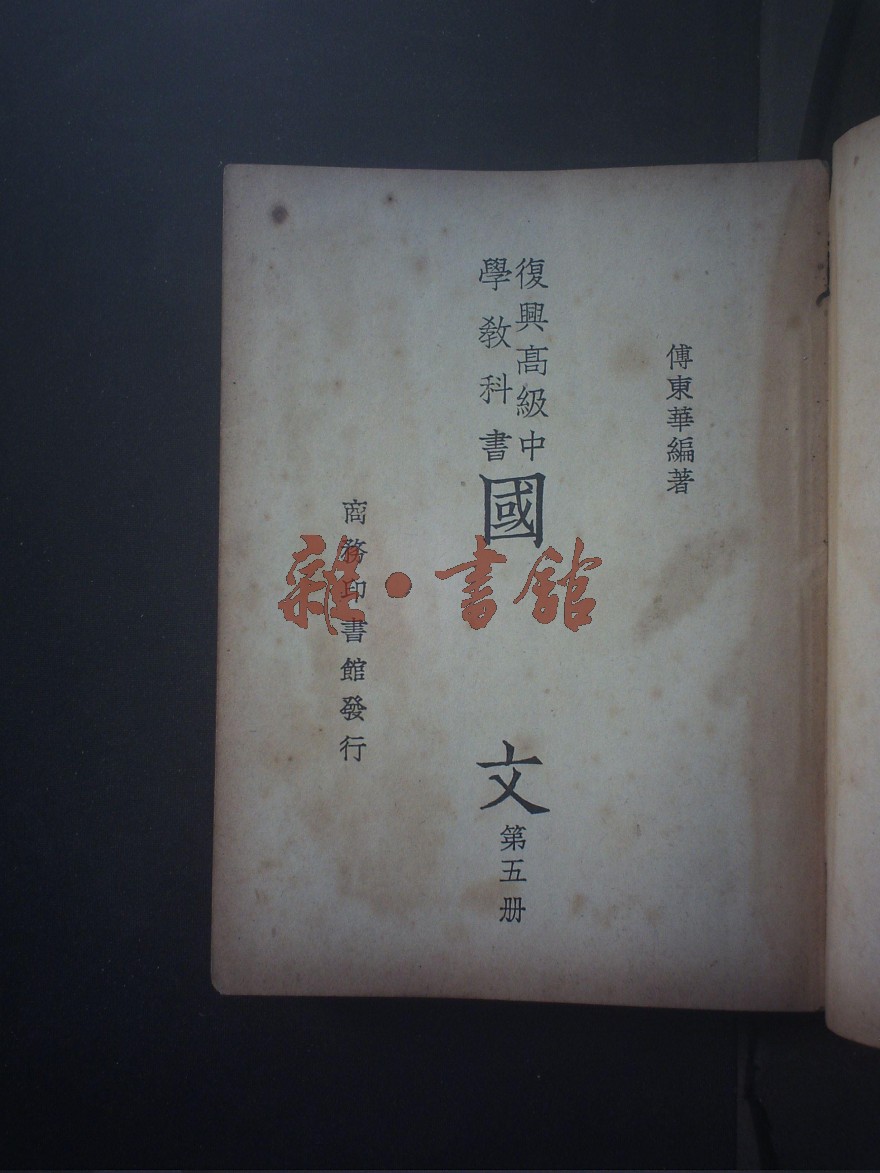 傅東華編著
復興高級中
學教科書
國文
第五册
商務印書館發行
雜·書館